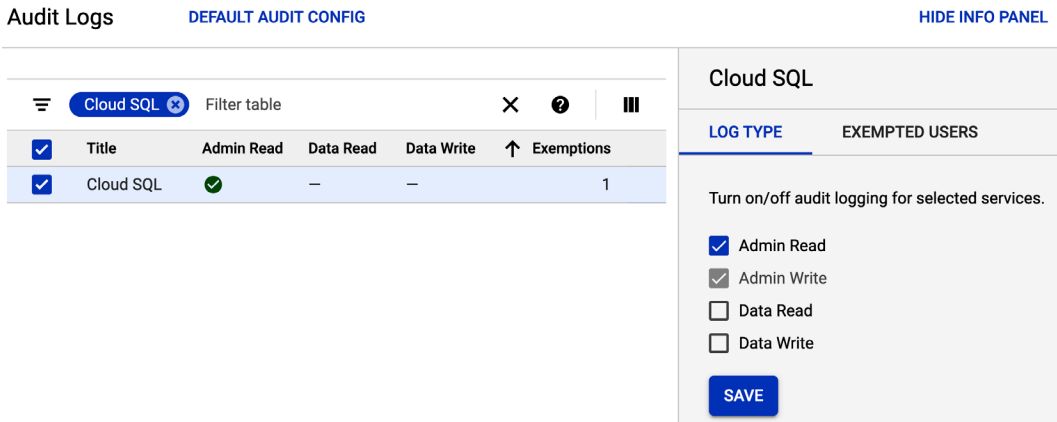 Audit Logs DEFAULT AUDIT CONFIG HIDE INFO PANEL
Cloud SQL Filter table
Title Admin Read Data Read Data Write Exemptions
Cloud SQL — — 1
Cloud SQL
LOG TYPE EXEMPTED USERS
Turn on/off audit logging for selected services.
Admin Read
Admin Write
Data Read
Data Write
SAVE